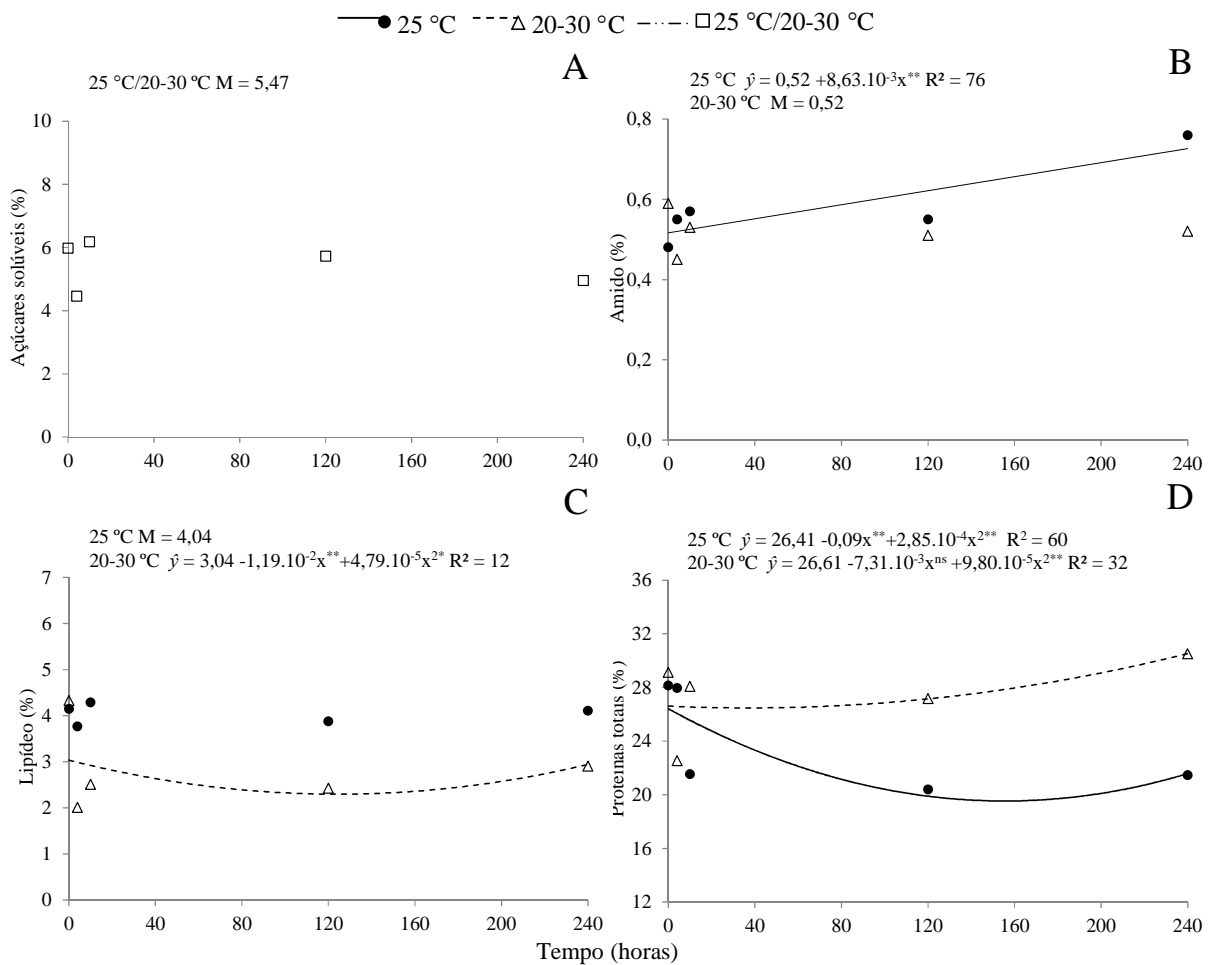 25 °C 20-30 °C 25 °C/20-30 °C
A
25 °C/20-30 ºC M = 5,47
Açúcares solúveis (%)
10
8
6
4
2
0
0 40 80 120 160 200 240
B
25 °C ŷ = 0,52 +8,63.10⁻³x** R² = 76
20-30 ºC M = 0,52
Amido (%)
0,8
0,6
0,4
0,2
0,0
0 40 80 120 160 200 240
C
25 ºC M = 4,04
20-30 ºC ŷ = 3,04 -1,19.10⁻²x**+4,79.10⁻⁵x²* R² = 12
Lipídeo (%)
7
6
5
4
3
2
1
0
0 40 80 120 160 200 240
D
25 ºC ŷ = 26,41 -0,09x**+2,85.10⁻⁴x²** R² = 60
20-30 ºC ŷ = 26,61 -7,31.10⁻³xⁿˢ +9,80.10⁻⁵x²** R² = 32
Proteínas totais (%)
36
32
28
24
20
16
12
0 40 80 120 160 200 240
Tempo (horas)